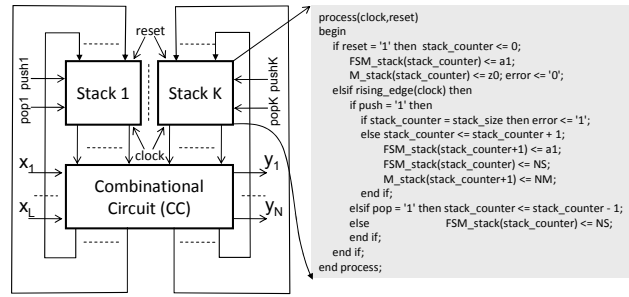 reset
push1
pop1
Stack 1
Stack K
pushK
popK
clock
x1
xL
Combinational
Circuit (CC)
y1
yN
process(clock,reset)
begin
if reset = '1' then stack_counter <= 0;
FSM_stack(stack_counter) <= a1;
M_stack(stack_counter) <= z0; error <= '0';
elsif rising_edge(clock) then
if push = '1' then
if stack_counter = stack_size then error <= '1';
else stack_counter <= stack_counter + 1;
FSM_stack(stack_counter+1) <= a1;
FSM_stack(stack_counter) <= NS;
M_stack(stack_counter+1) <= NM;
end if;
elsif pop = '1' then stack_counter <= stack_counter - 1;
else FSM_stack(stack_counter) <= NS;
end if;
end if;
end process;